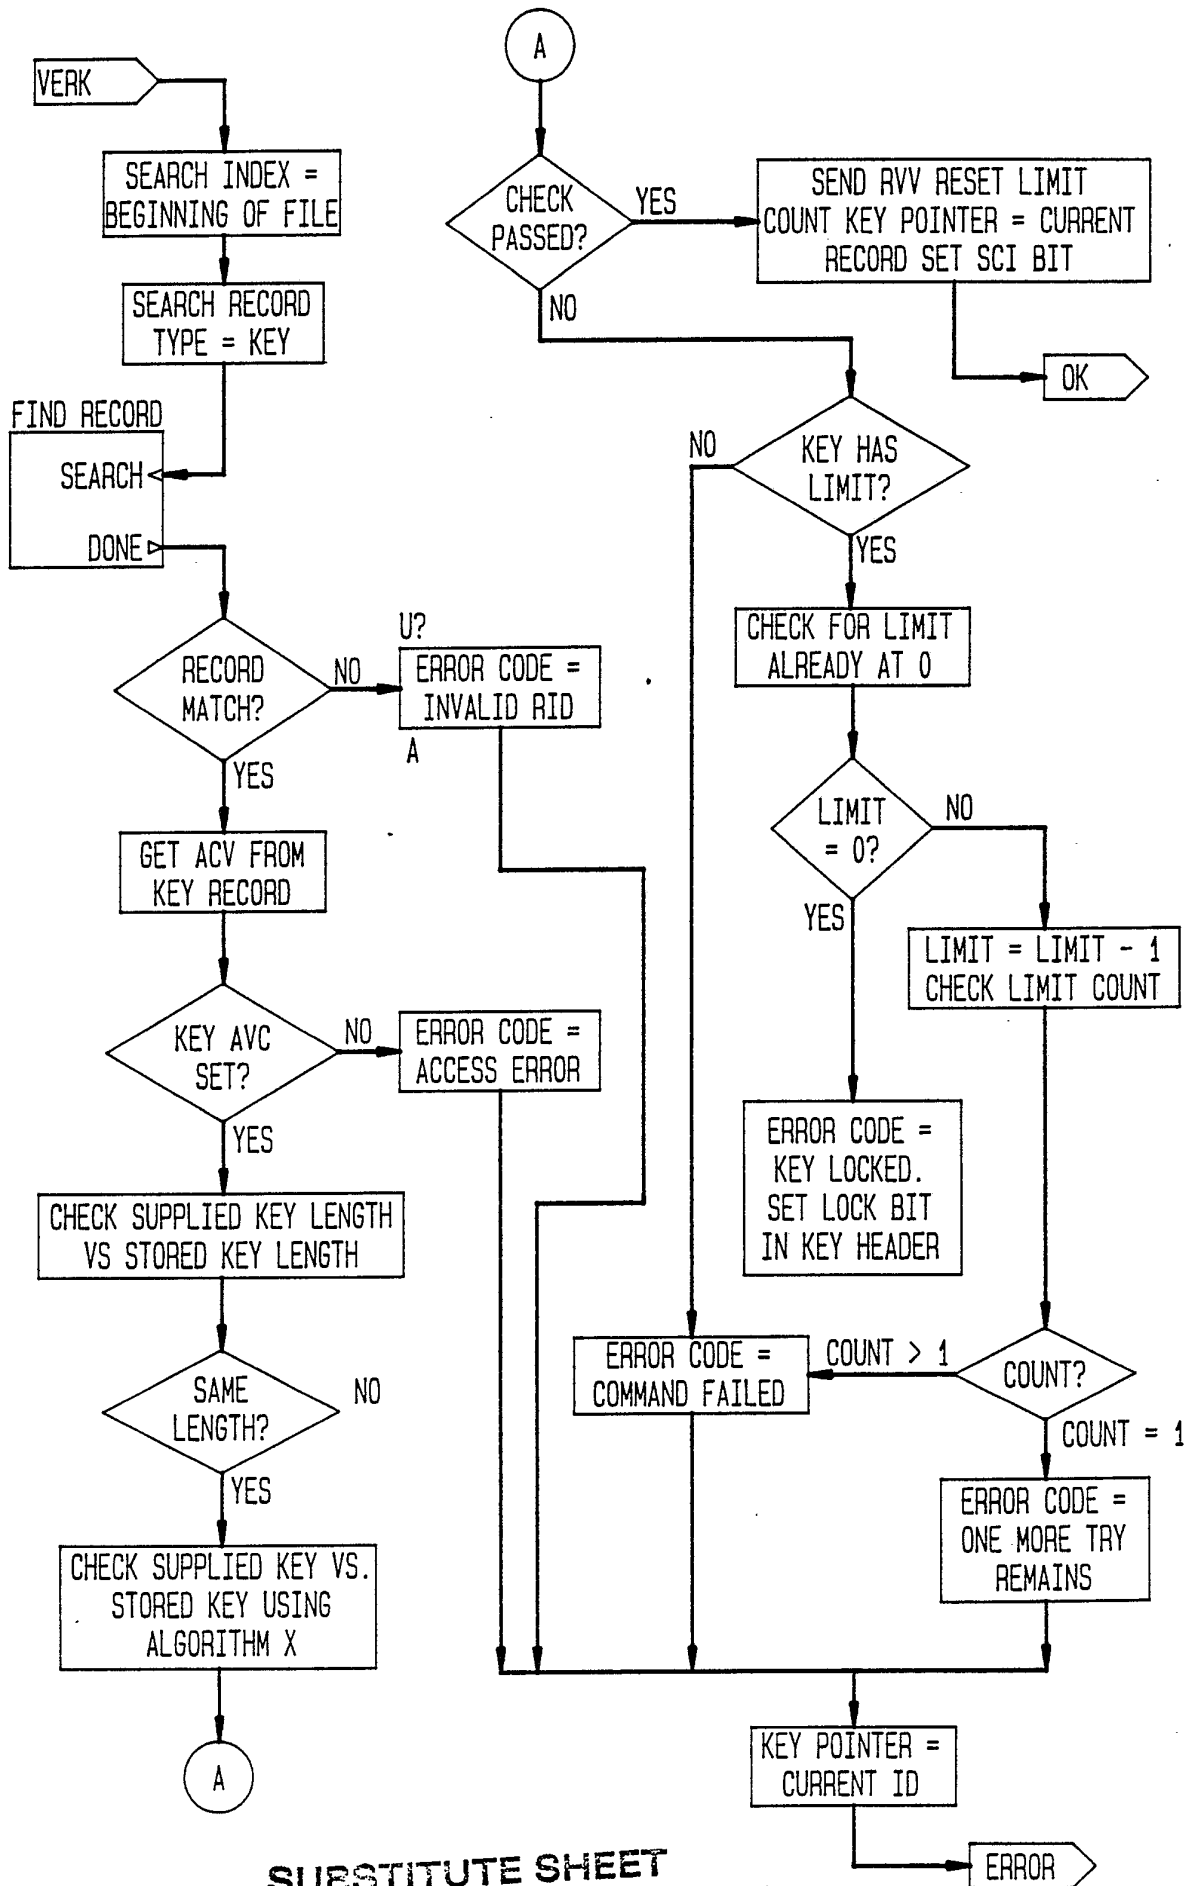 VERK
SEARCH INDEX =
BEGINNING OF FILE
SEARCH RECORD
TYPE = KEY
FIND RECORD
SEARCH
DONE
RECORD
MATCH?
NO
YES
U?
ERROR CODE =
INVALID RID
A
GET ACV FROM
KEY RECORD
KEY AVC
SET?
NO
YES
ERROR CODE =
ACCESS ERROR
CHECK SUPPLIED KEY LENGTH
VS STORED KEY LENGTH
SAME
LENGTH?
NO
YES
CHECK SUPPLIED KEY VS.
STORED KEY USING
ALGORITHM X
A
A
CHECK
PASSED?
YES
NO
SEND RVV RESET LIMIT
COUNT KEY POINTER = CURRENT
RECORD SET SCI BIT
OK
KEY HAS
LIMIT?
NO
YES
CHECK FOR LIMIT
ALREADY AT 0
LIMIT
= 0?
NO
YES
LIMIT = LIMIT - 1
CHECK LIMIT COUNT
ERROR CODE =
KEY LOCKED.
SET LOCK BIT
IN KEY HEADER
COUNT?
COUNT > 1
COUNT = 1
ERROR CODE =
COMMAND FAILED
ERROR CODE =
ONE MORE TRY
REMAINS
KEY POINTER =
CURRENT ID
ERROR
SUBSTITUTE SHEET